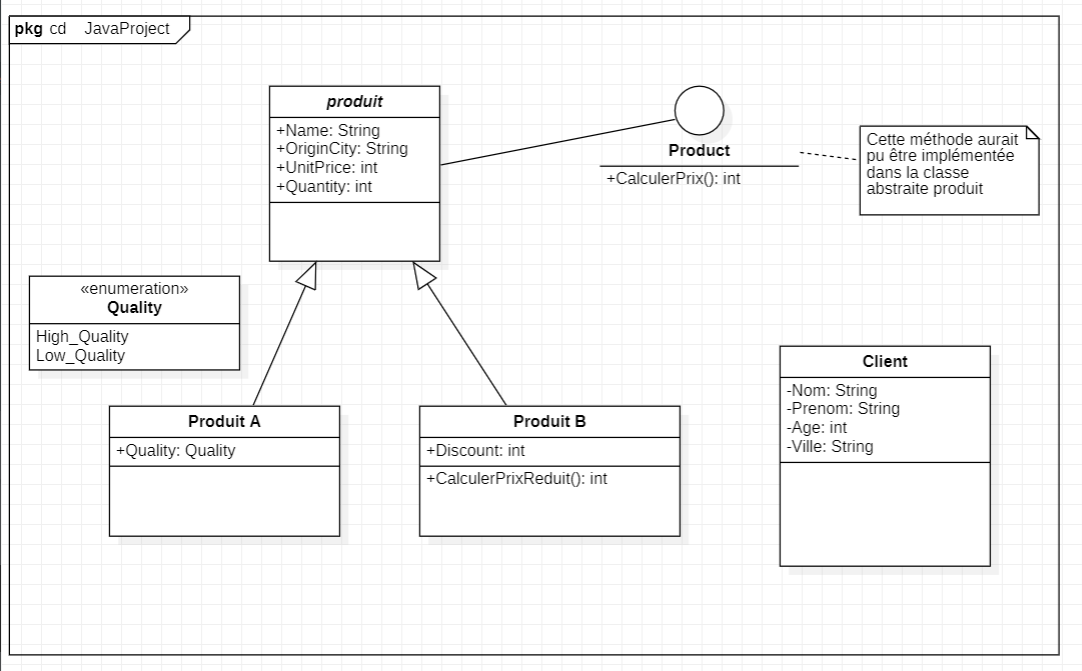 pkg cd JavaProject
produit
+Name: String
+OriginCity: String
+UnitPrice: int
+Quantity: int
Product
+CalculerPrix(): int
Cette méthode aurait
pu être implémentée
dans la classe
abstraite produit
«enumeration»
Quality
High_Quality
Low_Quality
Produit A
+Quality: Quality
Produit B
+Discount: int
+CalculerPrixReduit(): int
Client
-Nom: String
-Prenom: String
-Age: int
-Ville: String